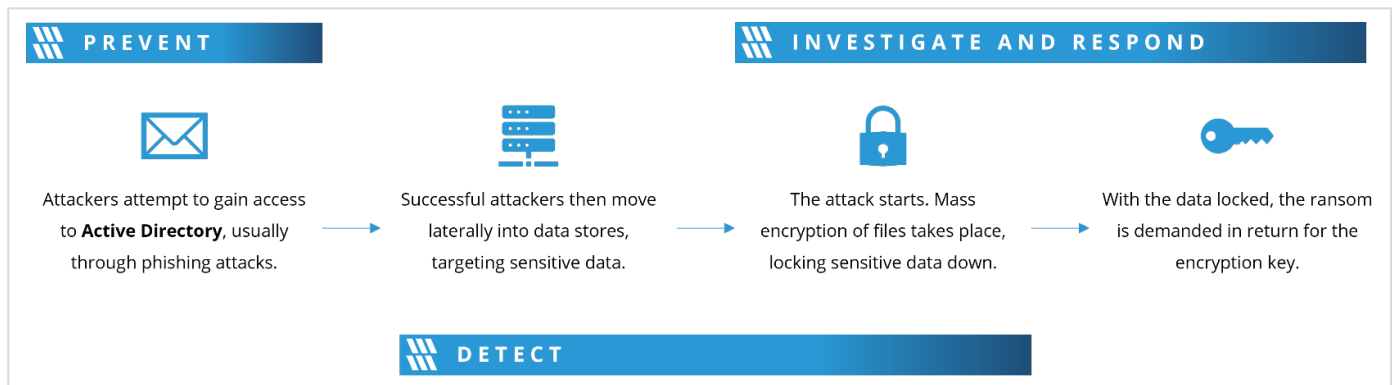 PREVENT
INVESTIGATE AND RESPOND
Attackers attempt to gain access
to Active Directory, usually
through phishing attacks.
Successful attackers then move
laterally into data stores,
targeting sensitive data.
The attack starts. Mass
encryption of files takes place,
locking sensitive data down.
With the data locked, the ransom
is demanded in return for the
encryption key.
DETECT